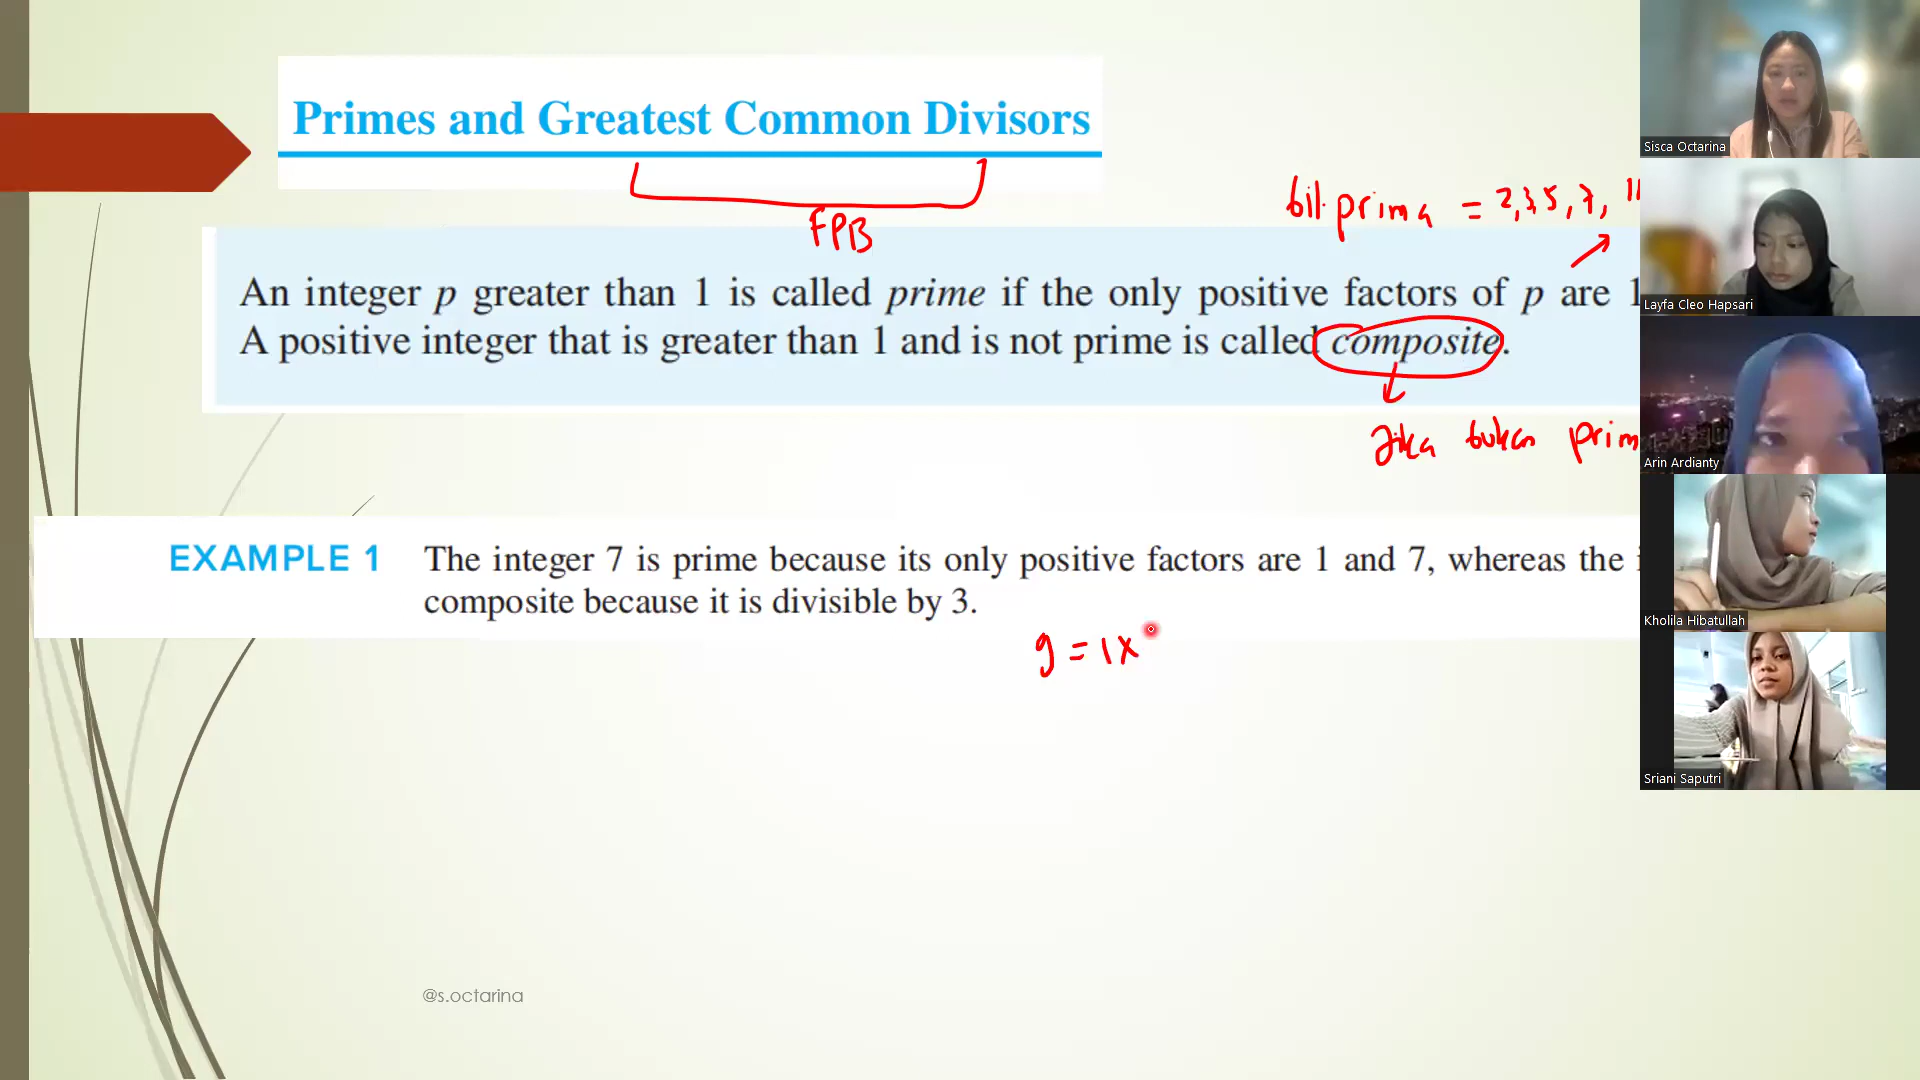 Primes and Greatest Common Divisors
FPB
bil. prima = 2, 3, 5, 7, 11
An integer p greater than 1 is called prime if the only positive factors of p are 1
A positive integer that is greater than 1 and is not prime is called composite.
Jika bukan prim
EXAMPLE 1 The integer 7 is prime because its only positive factors are 1 and 7, whereas the i
composite because it is divisible by 3.
9 = 1 x
@s.octarina
Sisca Octarina
Layfa Cleo Hapsari
Arin Ardianty
Kholila Hibatullah
Sriani Saputri